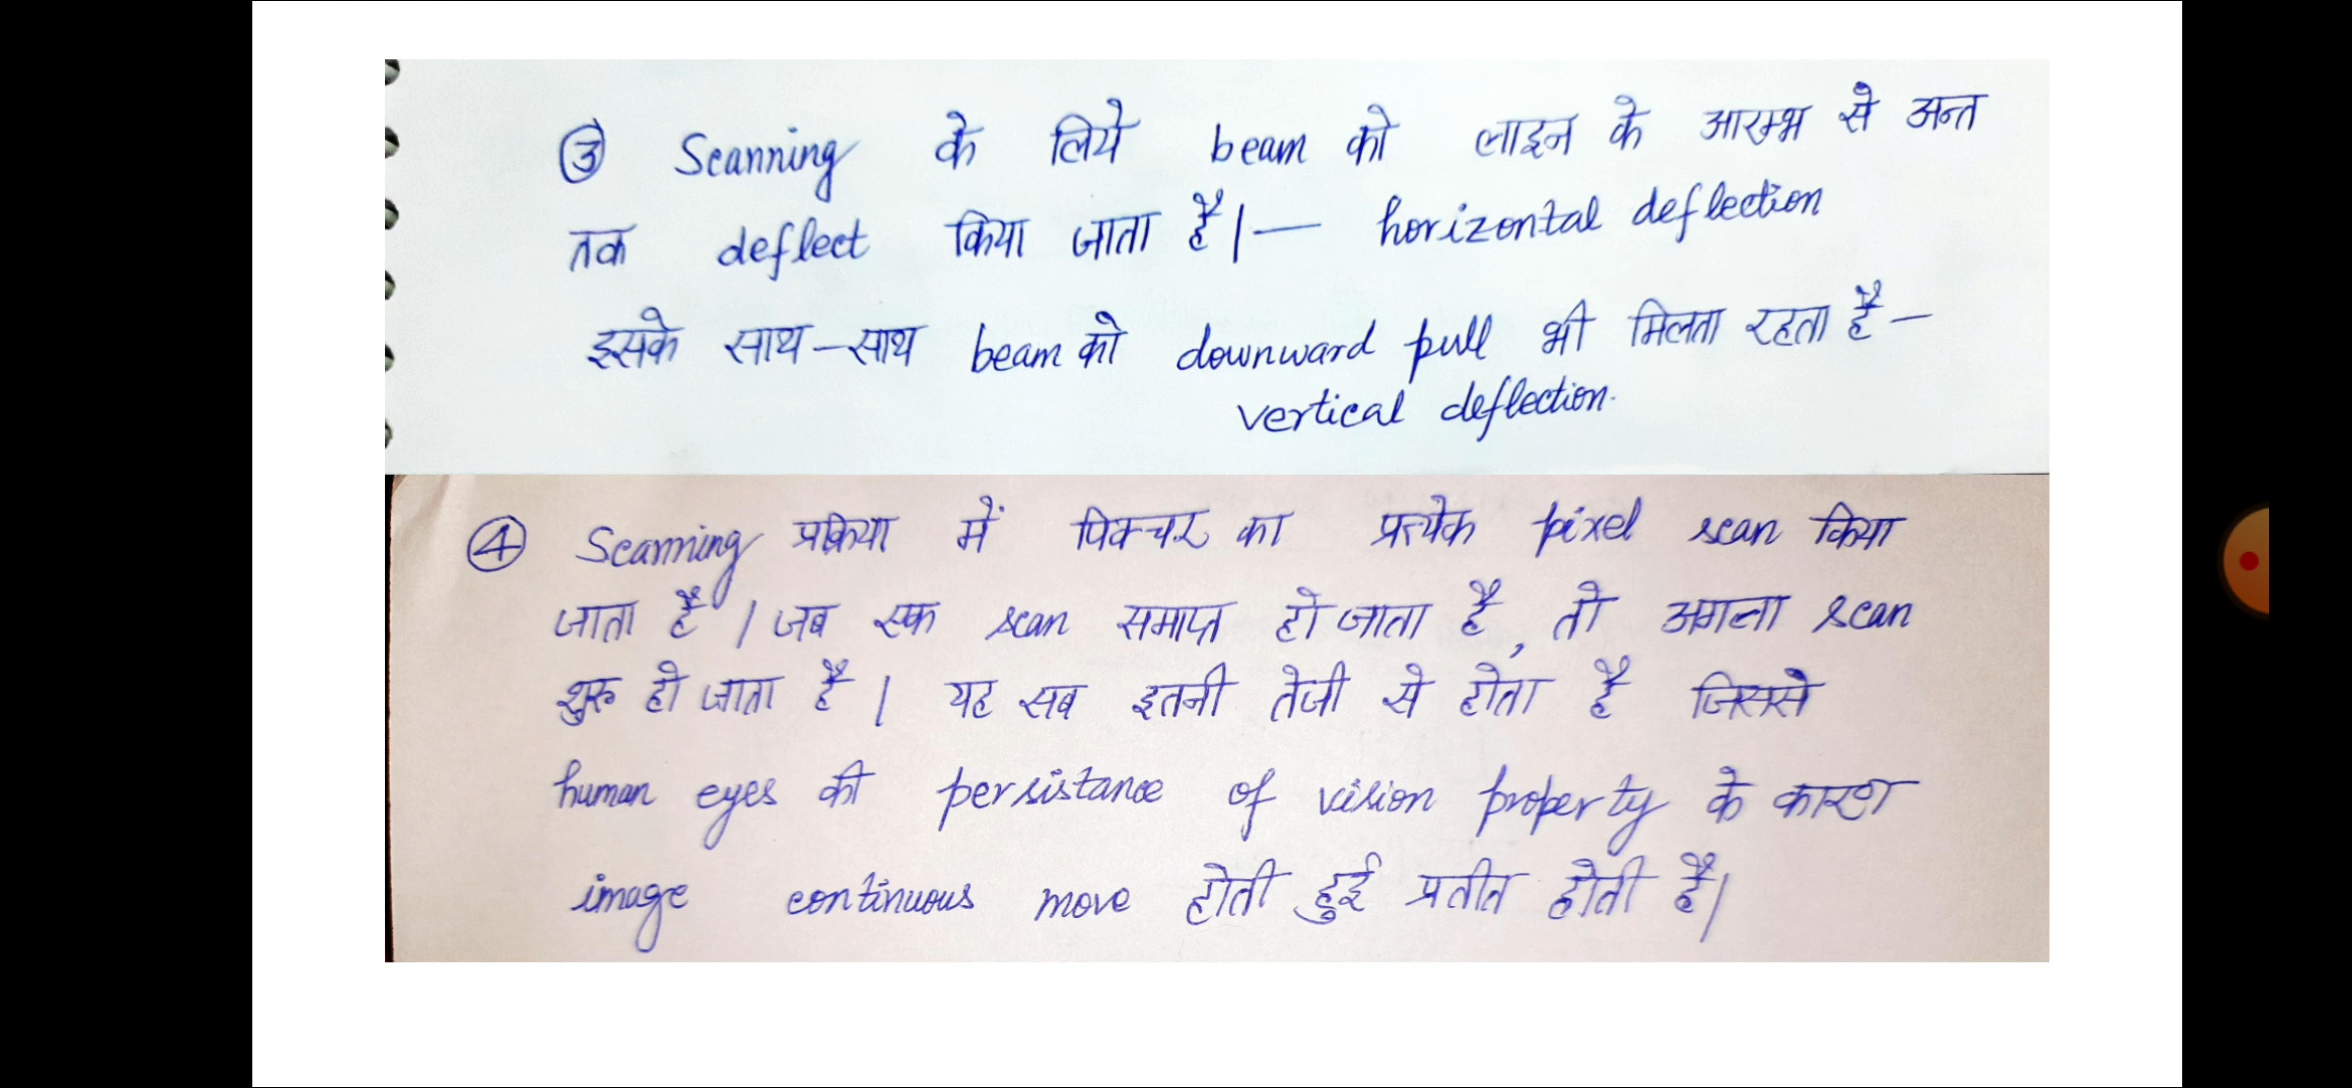 ③ Scanning के लिये beam को लाइन के आरम्भ से अन्त
तक deflect किया जाता है। — horizontal deflection
इसके साथ-साथ beam को downward pull भी मिलता रहता है –
vertical deflection.
④ Scanning प्रक्रिया में पिक्चर का प्रत्येक pixel scan किया
जाता है । जब एक scan समाप्त हो जाता है, तो अगला scan
शुरू हो जाता है । यह सब इतनी तेजी से होता है जिससे
human eyes की persistance of vision property के कारण
image continuous move होती हुई प्रतीत होती है।